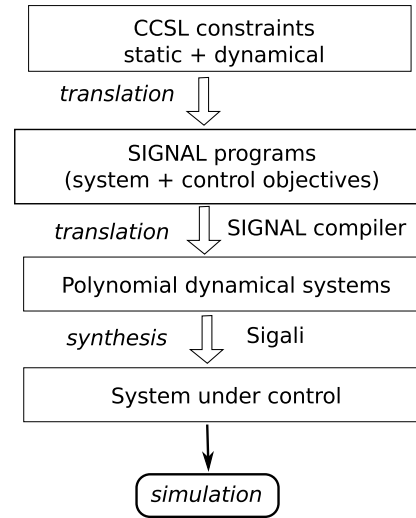 CCSL constraints
static + dynamical
translation
SIGNAL programs
(system + control objectives)
translation
SIGNAL compiler
Polynomial dynamical systems
synthesis
Sigali
System under control
simulation